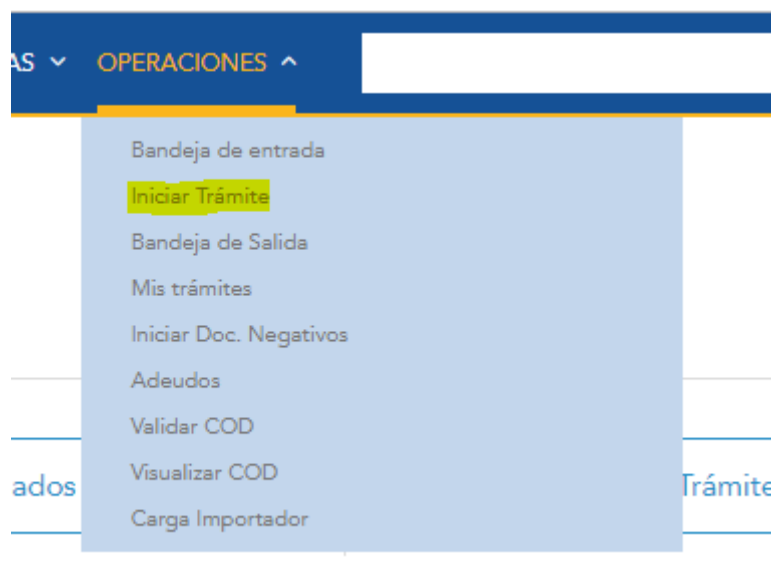 AS OPERACIONES
Bandeja de entrada
Iniciar Trámite
Bandeja de Salida
Mis trámites
Iniciar Doc. Negativos
Adeudos
Validar COD
Visualizar COD
Carga Importador
ados Trámite